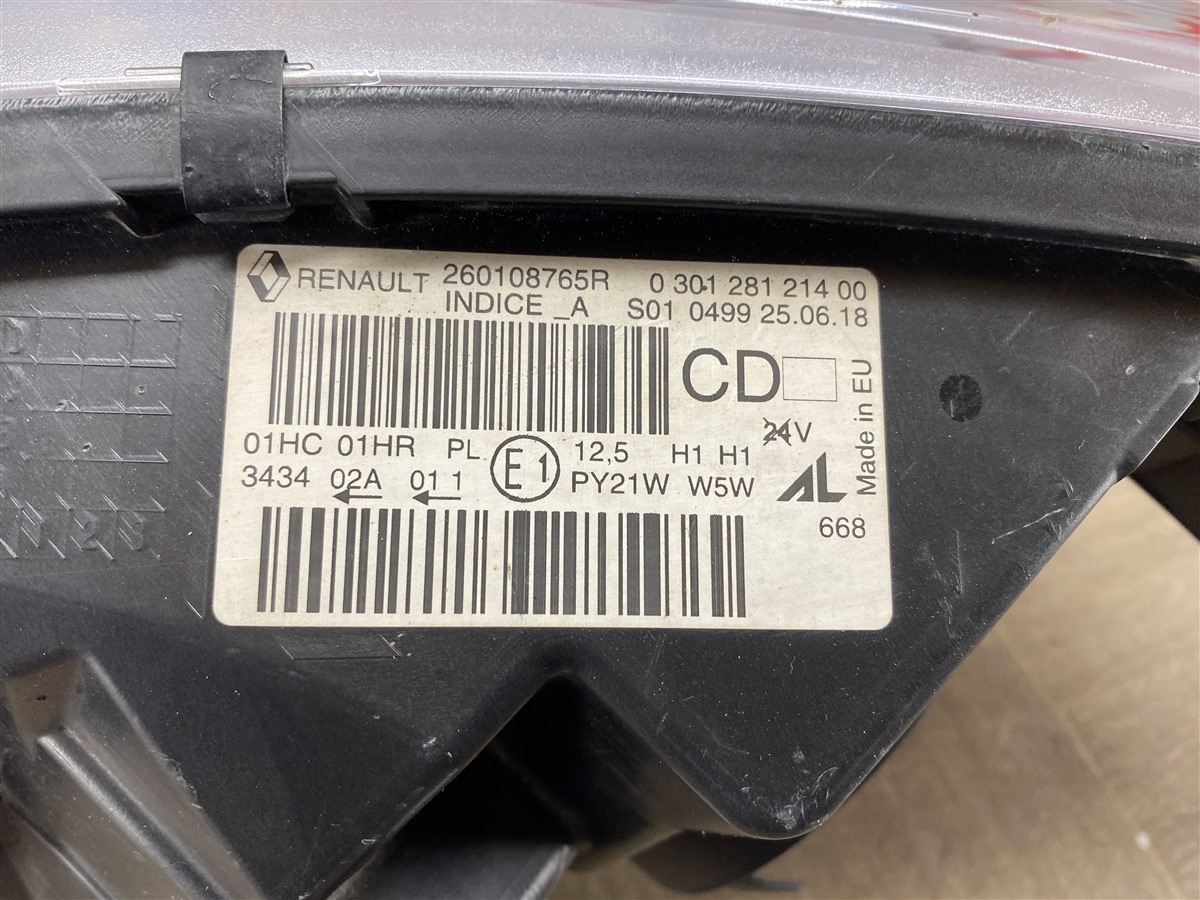 RENAULT 260108765R 0 301 281 214 00
INDICE _A S01 0499 25.06.18
CD
24V
Made in EU
01HC 01HR PL E1 12,5 H1 H1
3434 02A 01 1 PY21W W5W AL
668